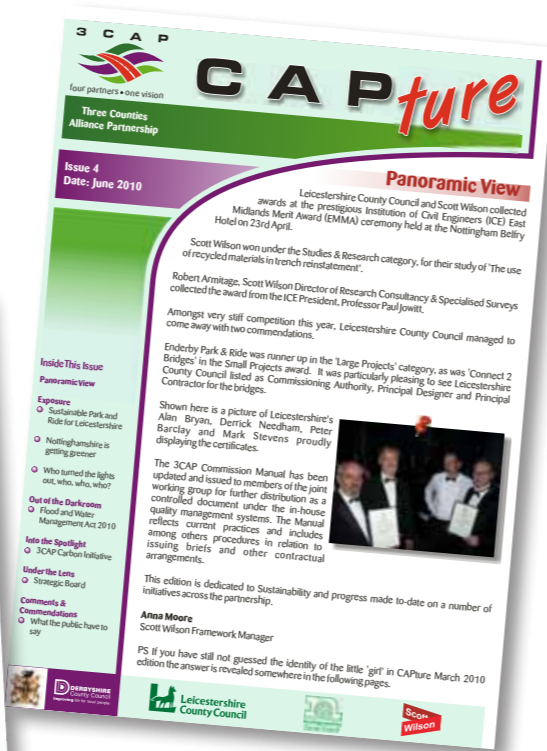 3 C A P
four partners • one vision
CAPture
Three Counties
Alliance Partnership
Issue 4
Date: June 2010
Panoramic View
Leicestershire County Council and Scott Wilson collected
awards at the prestigious Institution of Civil Engineers (ICE) East
Midlands Merit Award (EMMA) ceremony held at the Nottingham Belfry
Hotel on 23rd April.
Scott Wilson won under the Studies & Research category, for their study of 'The use
of recycled materials in trench reinstatement'.
Robert Armitage, Scott Wilson Director of Research Consultancy & Specialised Surveys
collected the award from the ICE President, Professor Paul Jowitt.
Amongst very stiff competition this year, Leicestershire County Council managed to
come away with two commendations.
Enderby Park & Ride was runner up in the 'Large Projects' category, as was 'Connect 2
Bridges' in the Small Projects award. It was particularly pleasing to see Leicestershire
County Council listed as Commissioning Authority, Principal Designer and Principal
Contractor for the bridges.
Shown here is a picture of Leicestershire's
Alan Bryan, Derrick Needham, Peter
Barclay and Mark Stevens proudly
displaying the certificates.
The 3CAP Commission Manual has been
updated and issued to members of the joint
working group for further distribution as a
controlled document under the in-house
quality management systems. The Manual
reflects current practices and includes
among others procedures in relation to
issuing briefs and other contractual
arrangements.
This edition is dedicated to Sustainability and progress made to-date on a number of
initiatives across the partnership.
Anna Moore
Scott Wilson Framework Manager
PS If you have still not guessed the identity of the little 'girl' in CAPture March 2010
edition the answer is revealed somewhere in the following pages.
Inside This Issue
Panoramic View
Exposure
Sustainable Park and
Ride for Leicestershire
Nottinghamshire is
getting greener
Who turned the lights
out, who, who, who?
Out of the Darkroom
Flood and Water
Management Act 2010
Into the Spotlight
3CAP Carbon Initiative
Under the Lens
Strategic Board
Comments &
Commendations
What the public have to
say
DERBYSHIRE
County Council
Improving life for local people
Leicestershire
County Council
Scott
Wilson